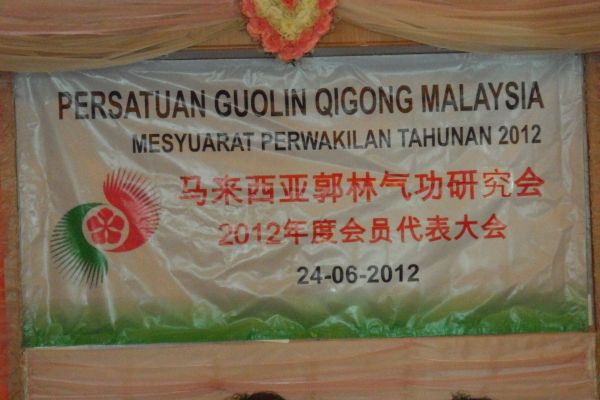 PERSATUAN GUOLIN QIGONG MALAYSIA
MESYUARAT PERWAKILAN TAHUNAN 2012
马来西亚郭林气功研究会
2012年度会员代表大会
24-06-2012